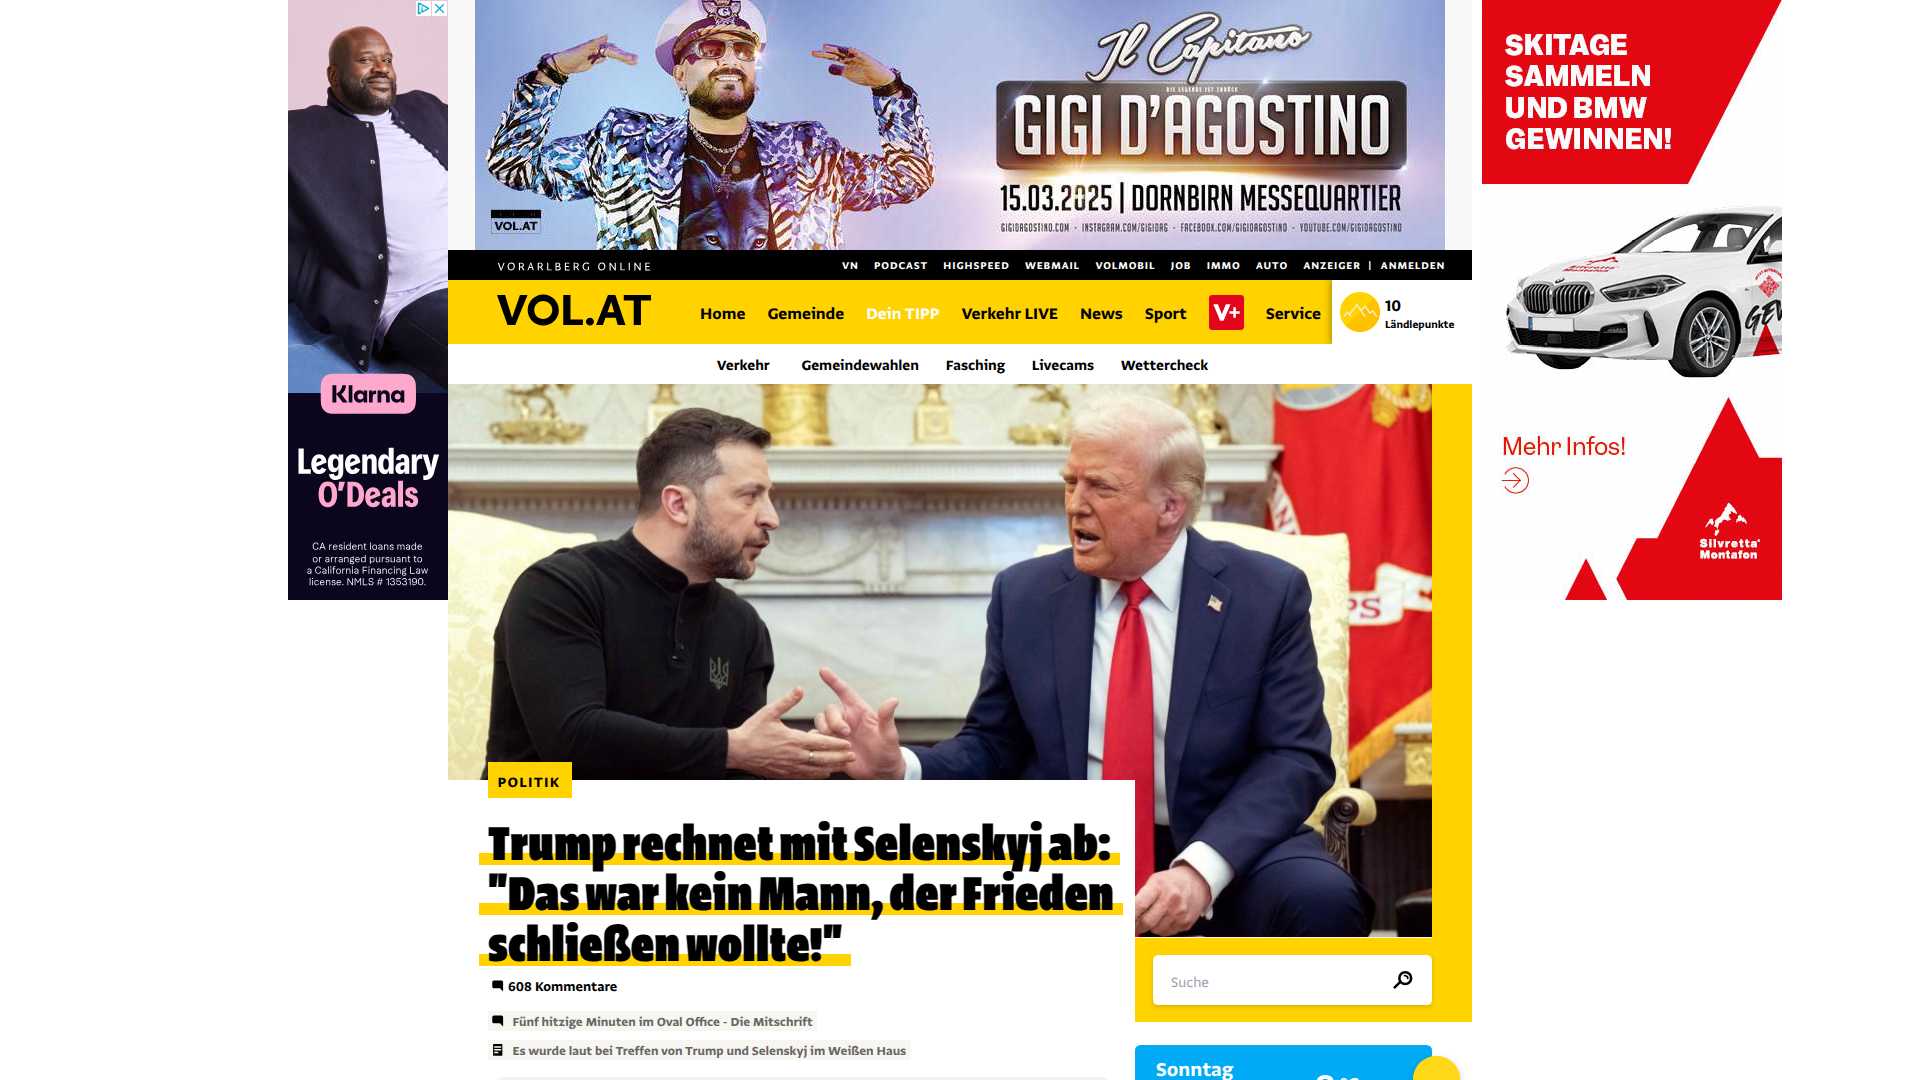 Il Capitano
DIE LEGENDE IST ZURÜCK
GIGI D'AGOSTINO
15.03.2025 | DORNBIRN MESSEQUARTIER
GIGIDAGOSTINO.COM - INSTAGRAM.COM/GIGIDAG - FACEBOOK.COM/GIGIDAGOSTINO - YOUTUBE.COM/GIGIDAGOSTINO
VOL.AT
Klarna
Legendary
O'Deals
CA resident loans made
or arranged pursuant to
a California Financing Law
license. NMLS # 1353190.
SKITAGE
SAMMELN
UND BMW
GEWINNEN!
Mehr Infos!
Silvretta
Montafon
VORARLBERG ONLINE
VN PODCAST HIGHSPEED WEBMAIL VOLMOBIL JOB IMMO AUTO ANZEIGER | ANMELDEN
VOL.AT
Home Gemeinde Dein TIPP Verkehr LIVE News Sport V+ Service
10
Ländlepunkte
Verkehr Gemeindewahlen Fasching Livecams Wettercheck
POLITIK
Trump rechnet mit Selenskyj ab:
"Das war kein Mann, der Frieden
schließen wollte!"
608 Kommentare
Fünf hitzige Minuten im Oval Office - Die Mitschrift
Es wurde laut bei Treffen von Trump und Selenskyj im Weißen Haus
Suche
Sonntag